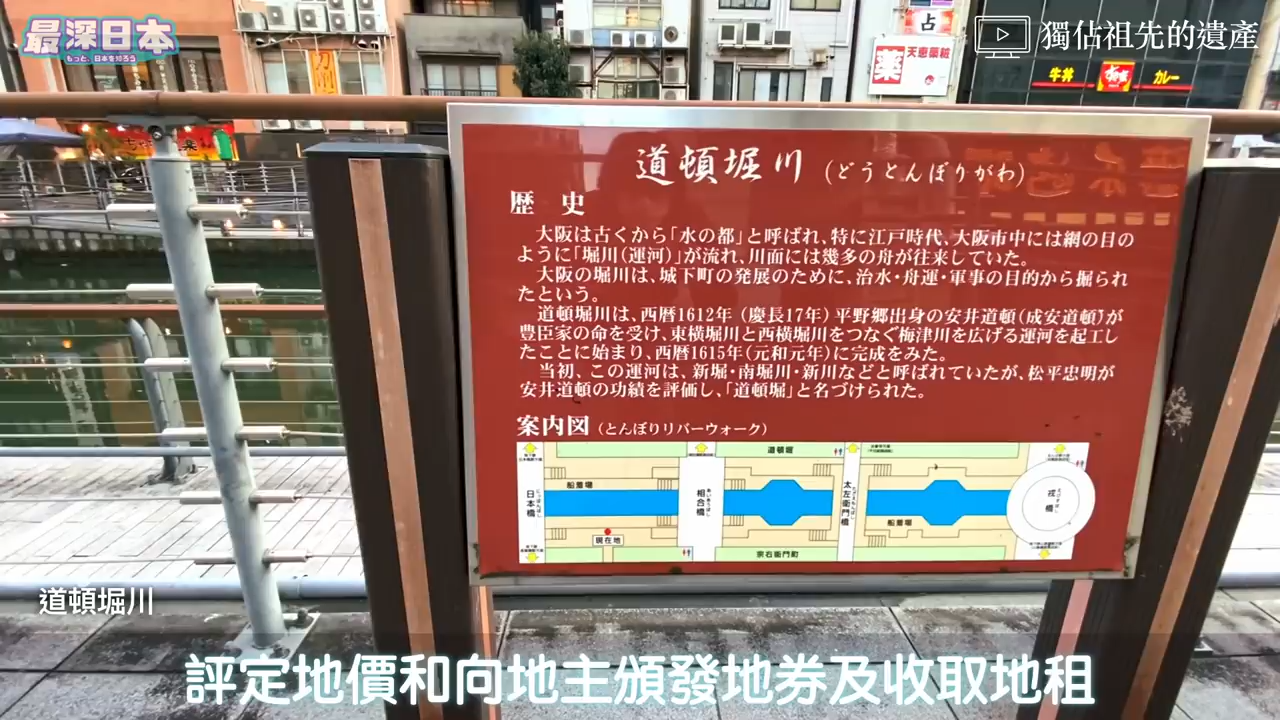 最深日本
もっと、日本を知ろう
獨佔祖先的遺產
占
薬
天恵薬粧
牛丼
すき家
カレー
道頓堀川 (どうとんぼりがわ)
歴 史
大阪は古くから「水の都」と呼ばれ、特に江戸時代、大阪市中には網の目の
ように「堀川(運河)」が流れ、川面には幾多の舟が往来していた。
大阪の堀川は、城下町の発展のために、治水・舟運・軍事の目的から掘られ
たという。
道頓堀川は、西暦1612年 (慶長17年) 平野郷出身の安井道頓(成安道頓)が
豊臣家の命を受け、東横堀川と西横堀川をつなぐ梅津川を広げる運河を起工し
たことに始まり、西暦1615年(元和元年)に完成をみた。
当初、この運河は、新堀・南堀川・新川などと呼ばれていたが、松平忠明が
安井道頓の功績を評価し、「道頓堀」と名づけられた。
案内図 (とんぼりリバーウォーク)
道頓堀
船着場
日本橋
相合橋
太左衛門橋
戎橋
船着場
現在地
宗右衛門町
道頓堀川
評定地價和向地主頒發地券及收取地租